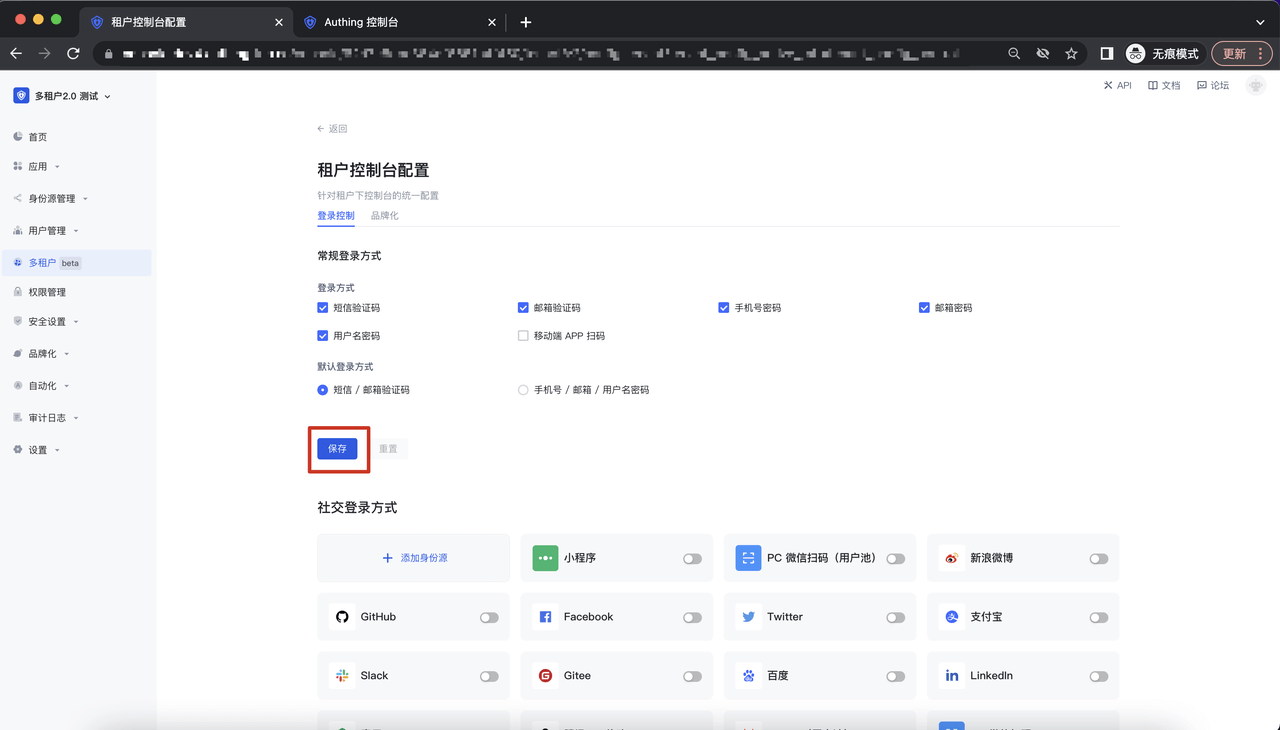 租户控制台配置
Authing 控制台
无痕模式
更新
多租户2.0 测试
API
文档
论坛
首页
应用
身份源管理
用户管理
多租户 beta
权限管理
安全设置
品牌化
自动化
审计日志
设置
返回
租户控制台配置
针对租户下控制台的统一配置
登录控制 品牌化
常规登录方式
登录方式
短信验证码 邮箱验证码 手机号密码 邮箱密码
用户名密码 移动端 APP 扫码
默认登录方式
短信 / 邮箱验证码 手机号 / 邮箱 / 用户名密码
保存 重置
社交登录方式
添加身份源 小程序 PC 微信扫码（用户池） 新浪微博
GitHub Facebook Twitter 支付宝
Slack Gitee 百度 LinkedIn